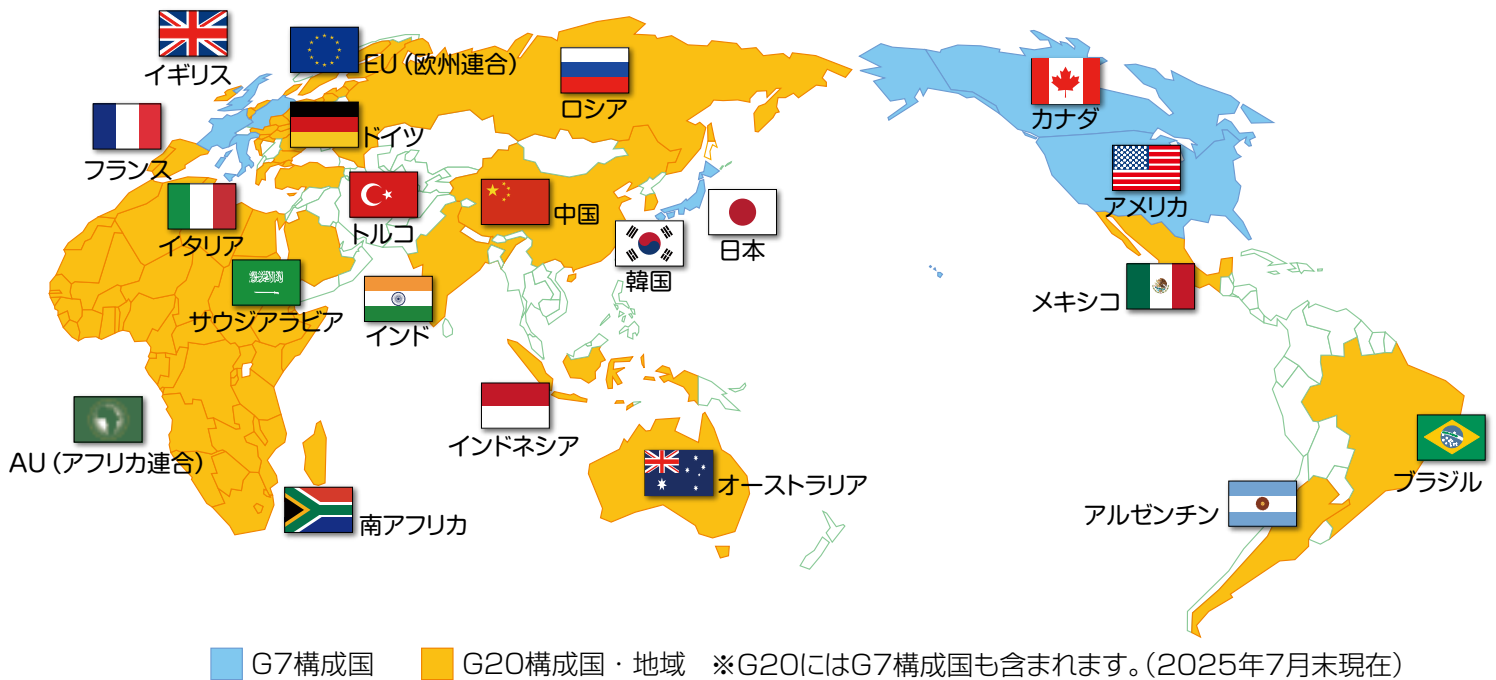 イギリス
EU（欧州連合）
ロシア
カナダ
フランス
ドイツ
アメリカ
イタリア
トルコ
中国
日本
韓国
サウジアラビア
インド
メキシコ
AU（アフリカ連合）
インドネシア
オーストラリア
ブラジル
南アフリカ
アルゼンチン
G7構成国 G20構成国・地域 ※G20にはG7構成国も含まれます。（2025年7月末現在）